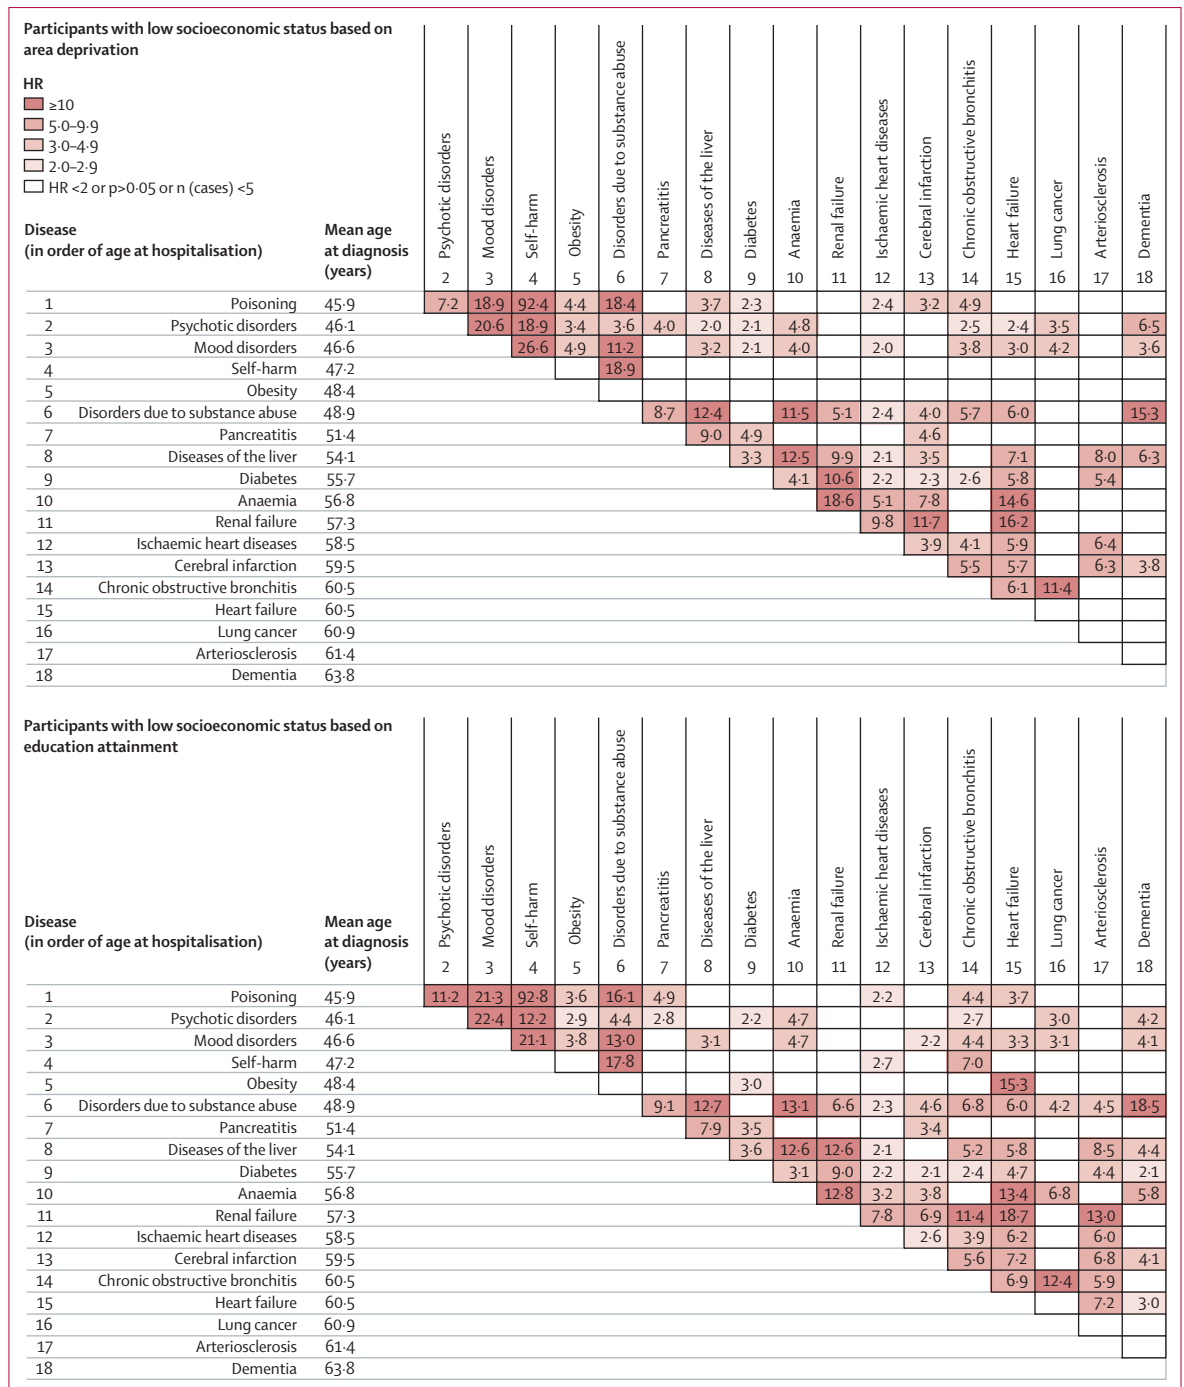 Participants with low socioeconomic status based on
area deprivation
HR
≥10
5·0–9·9
3·0–4·9
2·0–2·9
HR <2 or p>0·05 or n (cases) <5
Disease
(in order of age at hospitalisation)
Mean age
at diagnosis
(years)
Psychotic disorders
Mood disorders
Self-harm
Obesity
Disorders due to substance abuse
Pancreatitis
Diseases of the liver
Diabetes
Anaemia
Renal failure
Ischaemic heart diseases
Cerebral infarction
Chronic obstructive bronchitis
Heart failure
Lung cancer
Arteriosclerosis
Dementia
2 3 4 5 6 7 8 9 10 11 12 13 14 15 16 17 18
1 Poisoning 45·9 7·2 18·9 92·4 4·4 18·4 3·7 2·3 2·4 3·2 4·9
2 Psychotic disorders 46·1 20·6 18·9 3·4 3·6 4·0 2·0 2·1 4·8 2·5 2·4 3·5 6·5
3 Mood disorders 46·6 26·6 4·9 11·2 3·2 2·1 4·0 2·0 3·8 3·0 4·2 3·6
4 Self-harm 47·2 18·9
5 Obesity 48·4
6 Disorders due to substance abuse 48·9 8·7 12·4 11·5 5·1 2·4 4·0 5·7 6·0 15·3
7 Pancreatitis 51·4 9·0 4·9 4·6
8 Diseases of the liver 54·1 3·3 12·5 9·9 2·1 3·5 7·1 8·0 6·3
9 Diabetes 55·7 4·1 10·6 2·2 2·3 2·6 5·8 5·4
10 Anaemia 56·8 18·6 5·1 7·8 14·6
11 Renal failure 57·3 9·8 11·7 16·2
12 Ischaemic heart diseases 58·5 3·9 4·1 5·9 6·4
13 Cerebral infarction 59·5 5·5 5·7 6·3 3·8
14 Chronic obstructive bronchitis 60·5 6·1 11·4
15 Heart failure 60·5
16 Lung cancer 60·9
17 Arteriosclerosis 61·4
18 Dementia 63·8
Participants with low socioeconomic status based on
education attainment
Disease
(in order of age at hospitalisation)
Mean age
at diagnosis
(years)
Psychotic disorders
Mood disorders
Self-harm
Obesity
Disorders due to substance abuse
Pancreatitis
Diseases of the liver
Diabetes
Anaemia
Renal failure
Ischaemic heart diseases
Cerebral infarction
Chronic obstructive bronchitis
Heart failure
Lung cancer
Arteriosclerosis
Dementia
2 3 4 5 6 7 8 9 10 11 12 13 14 15 16 17 18
1 Poisoning 45·9 11·2 21·3 92·8 3·6 16·1 4·9 2·2 4·4 3·7
2 Psychotic disorders 46·1 22·4 12·2 2·9 4·4 2·8 2·2 4·7 2·7 3·0 4·2
3 Mood disorders 46·6 21·1 3·8 13·0 3·1 4·7 2·2 4·4 3·3 3·1 4·1
4 Self-harm 47·2 17·8 2·7 7·0
5 Obesity 48·4 3·0 15·3
6 Disorders due to substance abuse 48·9 9·1 12·7 13·1 6·6 2·3 4·6 6·8 6·0 4·2 4·5 18·5
7 Pancreatitis 51·4 7·9 3·5 3·4
8 Diseases of the liver 54·1 3·6 12·6 12·6 2·1 5·2 5·8 8·5 4·4
9 Diabetes 55·7 3·1 9·0 2·2 2·1 2·4 4·7 4·4 2·1
10 Anaemia 56·8 12·8 3·2 3·8 13·4 6·8 5·8
11 Renal failure 57·3 7·8 6·9 11·4 18·7 13·0
12 Ischaemic heart diseases 58·5 2·6 3·9 6·2 6·0
13 Cerebral infarction 59·5 5·6 7·2 6·8 4·1
14 Chronic obstructive bronchitis 60·5 6·9 12·4 5·9
15 Heart failure 60·5 7·2 3·0
16 Lung cancer 60·9
17 Arteriosclerosis 61·4
18 Dementia 63·8